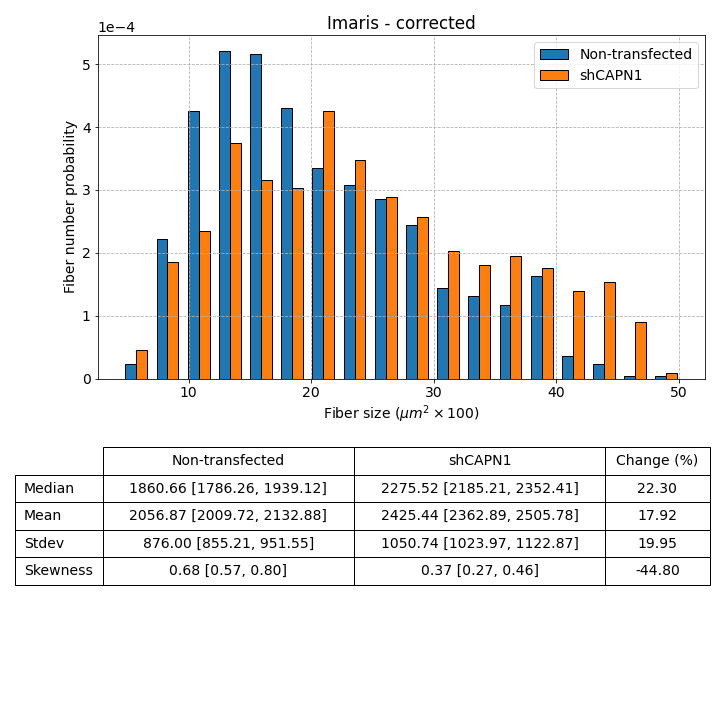 Imaris - corrected
1e−4
Non-transfected
shCAPN1
5
4
3
2
1
0
Fiber number probability
10 20 30 40 50
Fiber size (μm² × 100)
Non-transfected shCAPN1 Change (%)
Median 1860.66 [1786.26, 1939.12] 2275.52 [2185.21, 2352.41] 22.30
Mean 2056.87 [2009.72, 2132.88] 2425.44 [2362.89, 2505.78] 17.92
Stdev 876.00 [855.21, 951.55] 1050.74 [1023.97, 1122.87] 19.95
Skewness 0.68 [0.57, 0.80] 0.37 [0.27, 0.46] -44.80